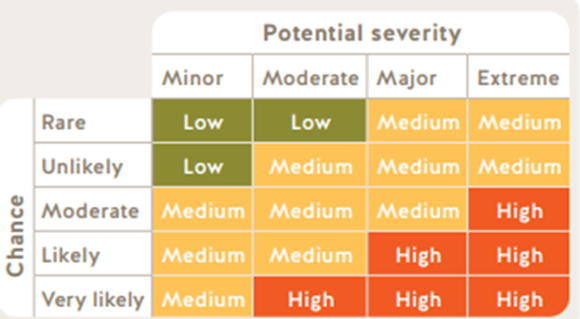 Potential severity
Minor Moderate Major Extreme
Chance
Rare Low Low Medium Medium
Unlikely Low Medium Medium Medium
Moderate Medium Medium Medium High
Likely Medium Medium High High
Very likely Medium High High High